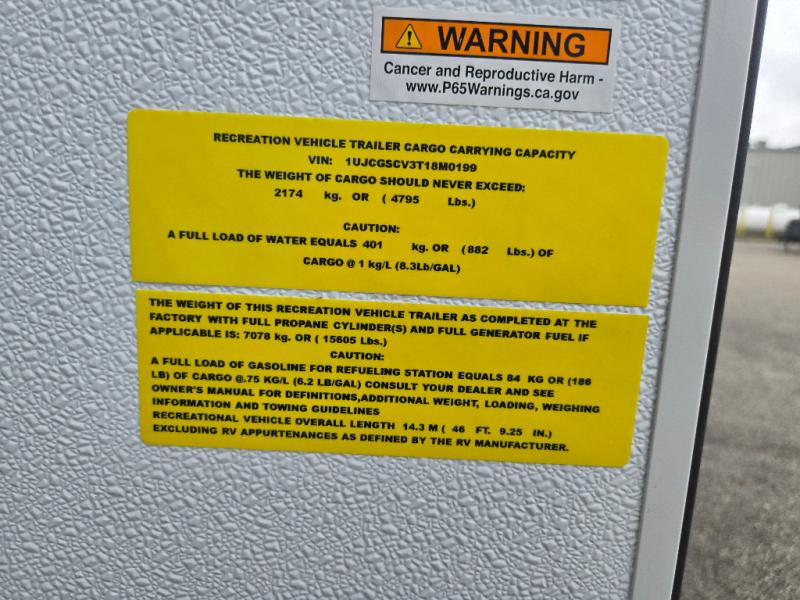 WARNING
Cancer and Reproductive Harm -
www.P65Warnings.ca.gov
RECREATION VEHICLE TRAILER CARGO CARRYING CAPACITY
VIN: 1UJCGSCV3T18M0199
THE WEIGHT OF CARGO SHOULD NEVER EXCEED:
2174 kg. OR ( 4795 Lbs.)
CAUTION:
A FULL LOAD OF WATER EQUALS 401 kg. OR (882 Lbs.) OF
CARGO @ 1 kg/L (8.3Lb/GAL)
THE WEIGHT OF THIS RECREATION VEHICLE TRAILER AS COMPLETED AT THE
FACTORY WITH FULL PROPANE CYLINDER(S) AND FULL GENERATOR FUEL IF
APPLICABLE IS: 7078 kg. OR ( 15605 Lbs.)
CAUTION:
A FULL LOAD OF GASOLINE FOR REFUELING STATION EQUALS 84 KG OR (186
LB) OF CARGO @.75 KG/L (6.2 LB/GAL) CONSULT YOUR DEALER AND SEE
OWNER'S MANUAL FOR DEFINITIONS,ADDITIONAL WEIGHT, LOADING, WEIGHING
INFORMATION AND TOWING GUIDELINES
RECREATIONAL VEHICLE OVERALL LENGTH 14.3 M ( 46 FT. 9.25 IN.)
EXCLUDING RV APPURTENANCES AS DEFINED BY THE RV MANUFACTURER.